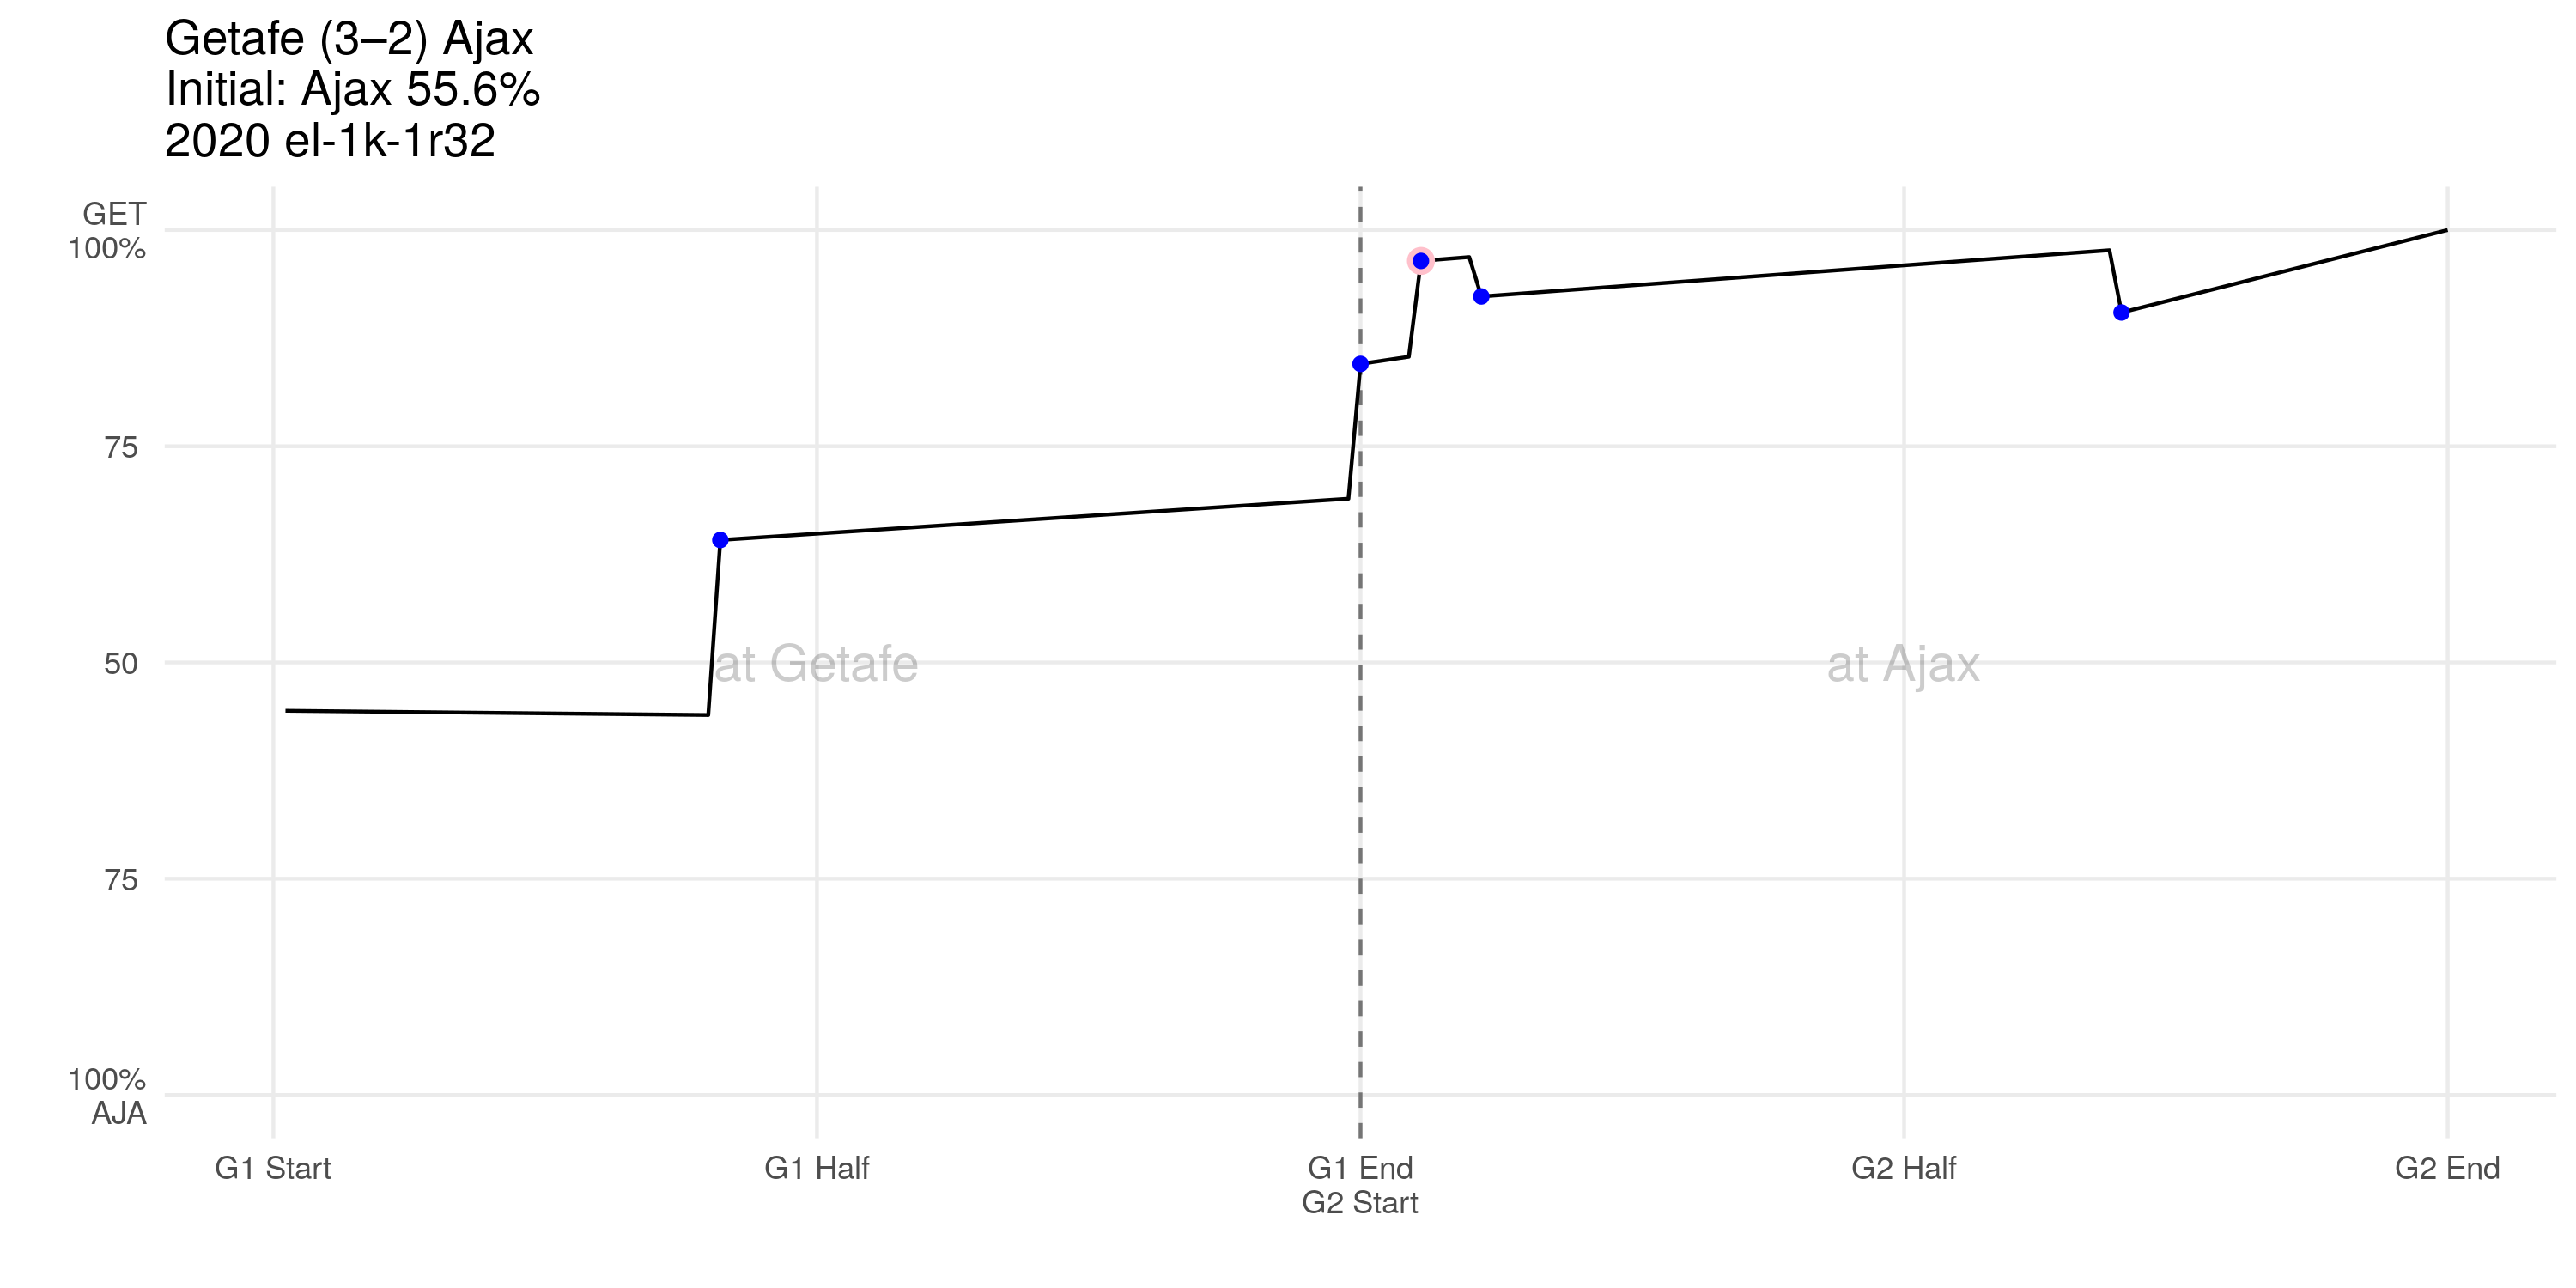 Getafe (3–2) Ajax
Initial: Ajax 55.6%
2020 el-1k-1r32
GET
100%
75
50
75
100%
AJA
at Getafe
at Ajax
G1 Start
G1 Half
G1 End
G2 Start
G2 Half
G2 End